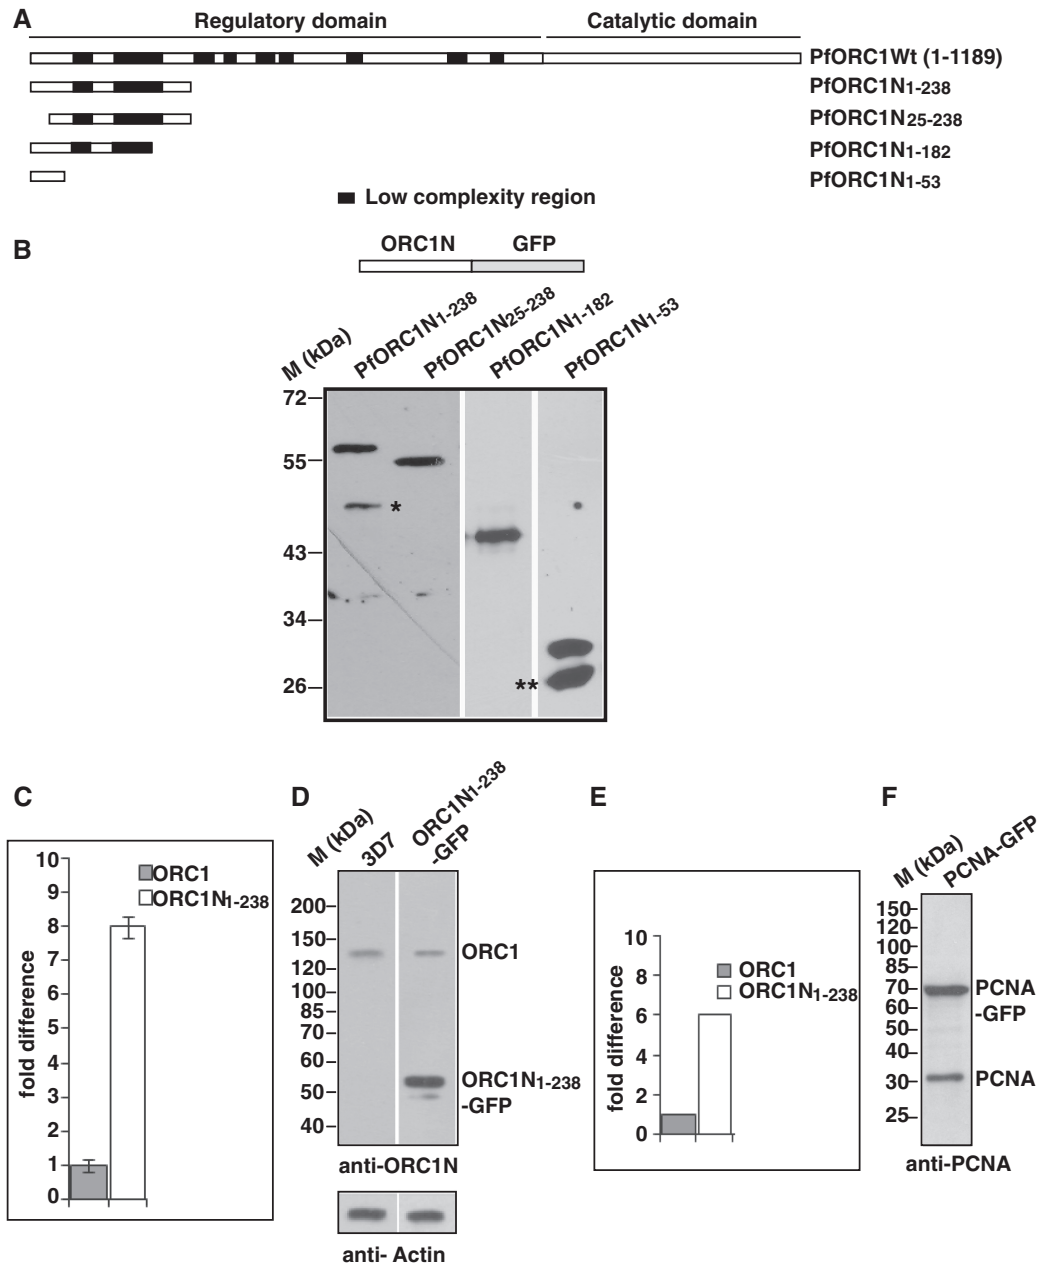 A
Regulatory domain
Catalytic domain
PfORC1Wt (1-1189)
PfORC1N1-238
PfORC1N25-238
PfORC1N1-182
PfORC1N1-53
Low complexity region
B
ORC1N
GFP
M (kDa)
PfORC1N1-238
PfORC1N25-238
PfORC1N1-182
PfORC1N1-53
72
55
*
43
34
26
**
C
10
9
8
7
6
5
4
3
2
1
0
fold difference
ORC1
ORC1N1-238
D
M (kDa)
3D7
ORC1N1-238
-GFP
200
150
120
100
85
70
60
50
40
ORC1
ORC1N1-238
-GFP
anti-ORC1N
anti- Actin
E
10
8
6
4
2
0
fold difference
ORC1
ORC1N1-238
F
M (kDa)
PCNA-GFP
150
120
100
85
70
60
50
40
30
25
PCNA
-GFP
PCNA
anti-PCNA